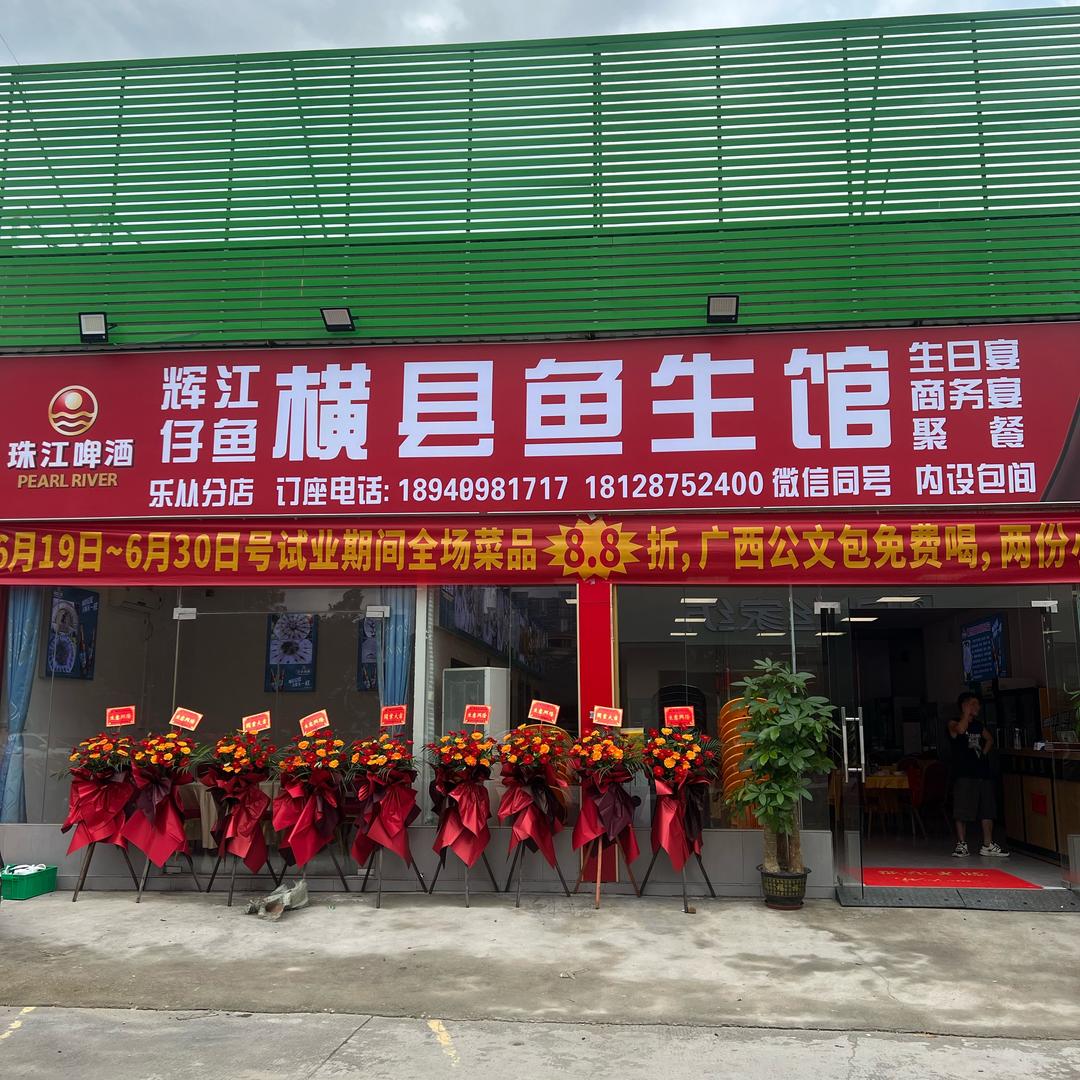 珠江啤酒
PEARL RIVER
辉江
仔鱼
横县鱼生馆
生日宴
商务宴
聚餐
乐从分店 订座电话: 18940981717 18128752400 微信同号 内设包间
6月19日~6月30日号试业期间全场菜品8.8折,广西公文包免费喝,两份